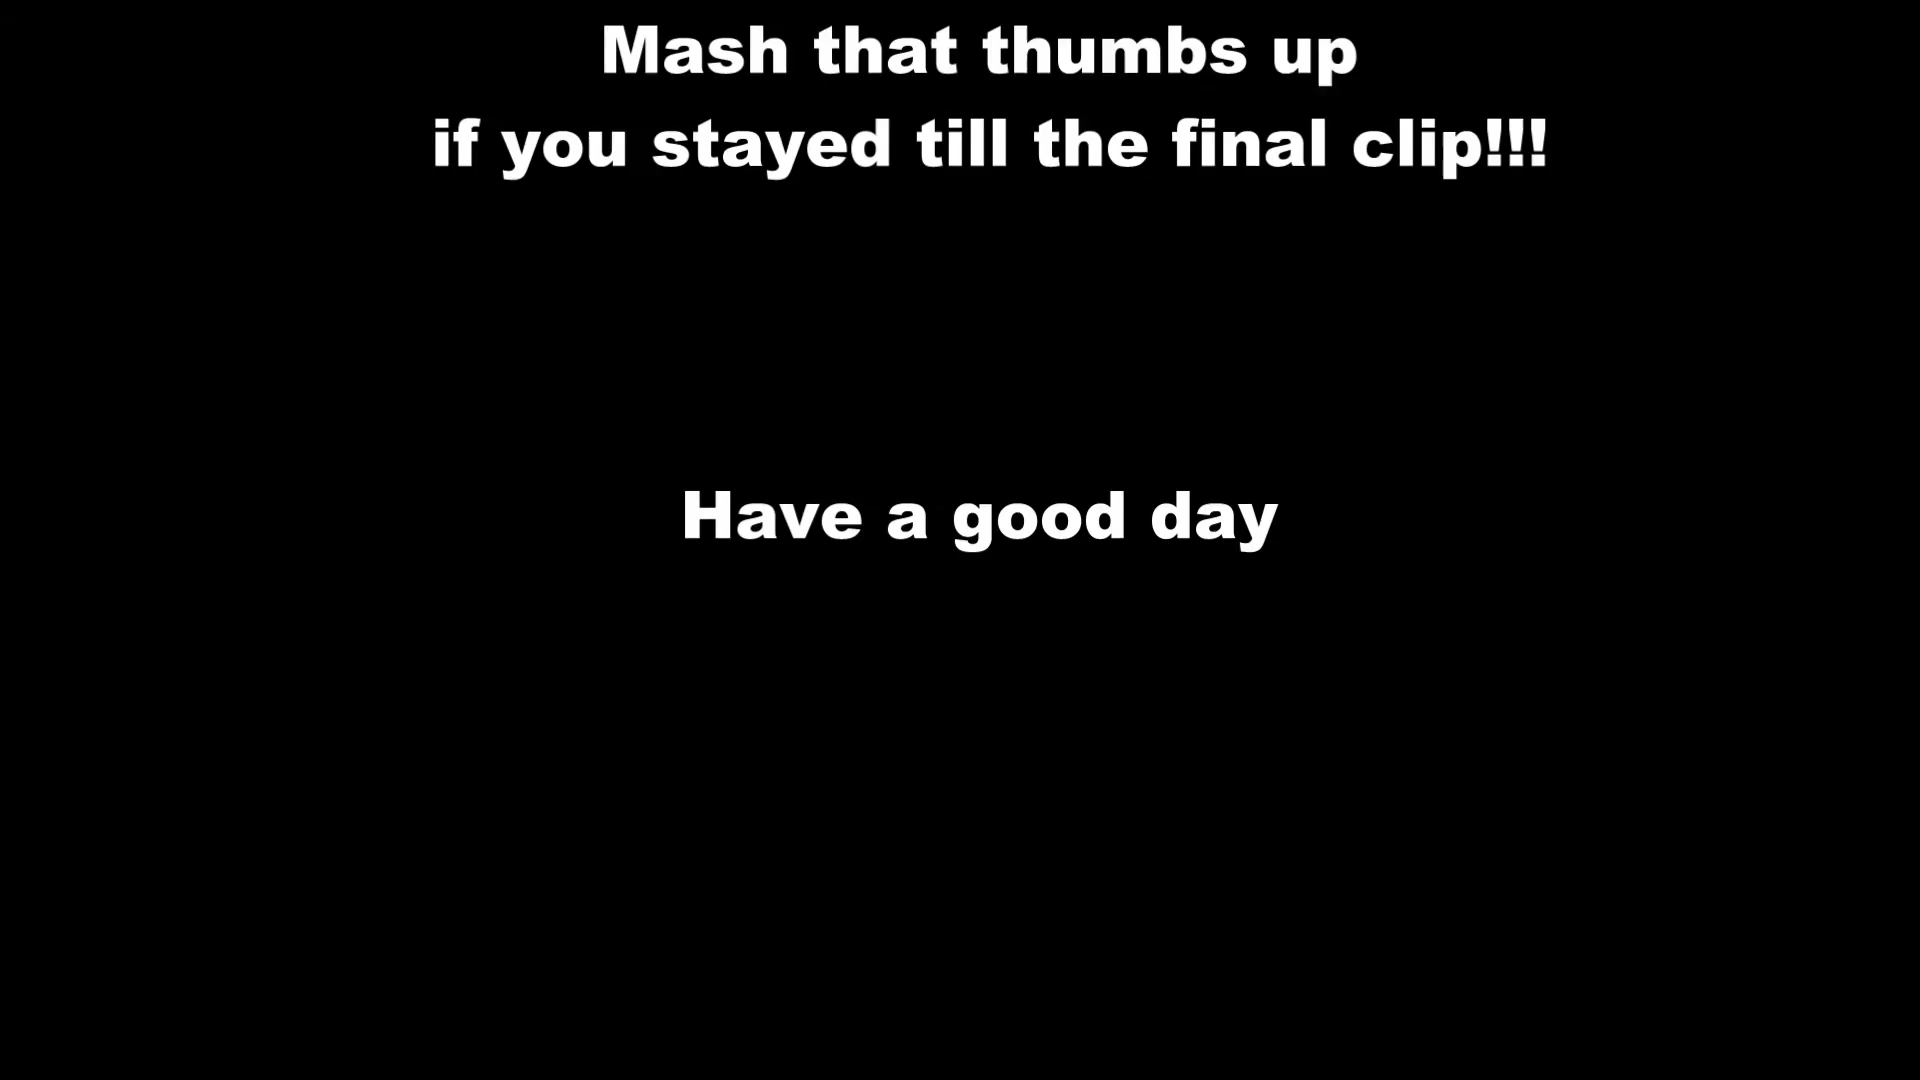 Mash that thumbs up
if you stayed till the final clip!!!
Have a good day